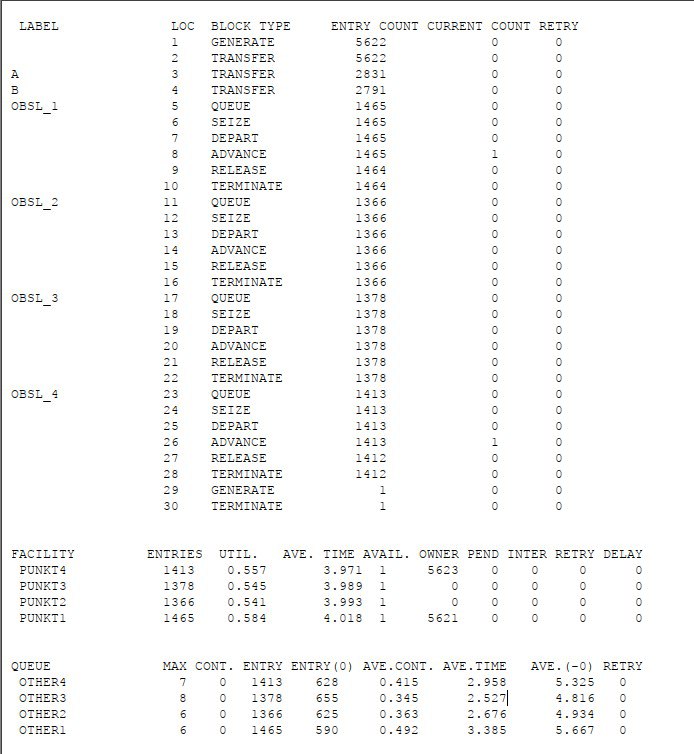 LABEL LOC BLOCK TYPE ENTRY COUNT CURRENT COUNT RETRY
1 GENERATE 5622 0 0
2 TRANSFER 5622 0 0
A 3 TRANSFER 2831 0 0
B 4 TRANSFER 2791 0 0
OBSL_1 5 QUEUE 1465 0 0
6 SEIZE 1465 0 0
7 DEPART 1465 0 0
8 ADVANCE 1465 1 0
9 RELEASE 1464 0 0
10 TERMINATE 1464 0 0
OBSL_2 11 QUEUE 1366 0 0
12 SEIZE 1366 0 0
13 DEPART 1366 0 0
14 ADVANCE 1366 0 0
15 RELEASE 1366 0 0
16 TERMINATE 1366 0 0
OBSL_3 17 QUEUE 1378 0 0
18 SEIZE 1378 0 0
19 DEPART 1378 0 0
20 ADVANCE 1378 0 0
21 RELEASE 1378 0 0
22 TERMINATE 1378 0 0
OBSL_4 23 QUEUE 1413 0 0
24 SEIZE 1413 0 0
25 DEPART 1413 0 0
26 ADVANCE 1413 1 0
27 RELEASE 1412 0 0
28 TERMINATE 1412 0 0
29 GENERATE 1 0 0
30 TERMINATE 1 0 0
FACILITY ENTRIES UTIL. AVE. TIME AVAIL. OWNER PEND INTER RETRY DELAY
PUNKT4 1413 0.557 3.971 1 5623 0 0 0 0
PUNKT3 1378 0.545 3.989 1 0 0 0 0 0
PUNKT2 1366 0.541 3.993 1 0 0 0 0 0
PUNKT1 1465 0.584 4.018 1 5621 0 0 0 0
QUEUE MAX CONT. ENTRY ENTRY(0) AVE.CONT. AVE.TIME AVE.(-0) RETRY
OTHER4 7 0 1413 628 0.415 2.958 5.325 0
OTHER3 8 0 1378 655 0.345 2.527 4.816 0
OTHER2 6 0 1366 625 0.363 2.676 4.934 0
OTHER1 6 0 1465 590 0.492 3.385 5.667 0